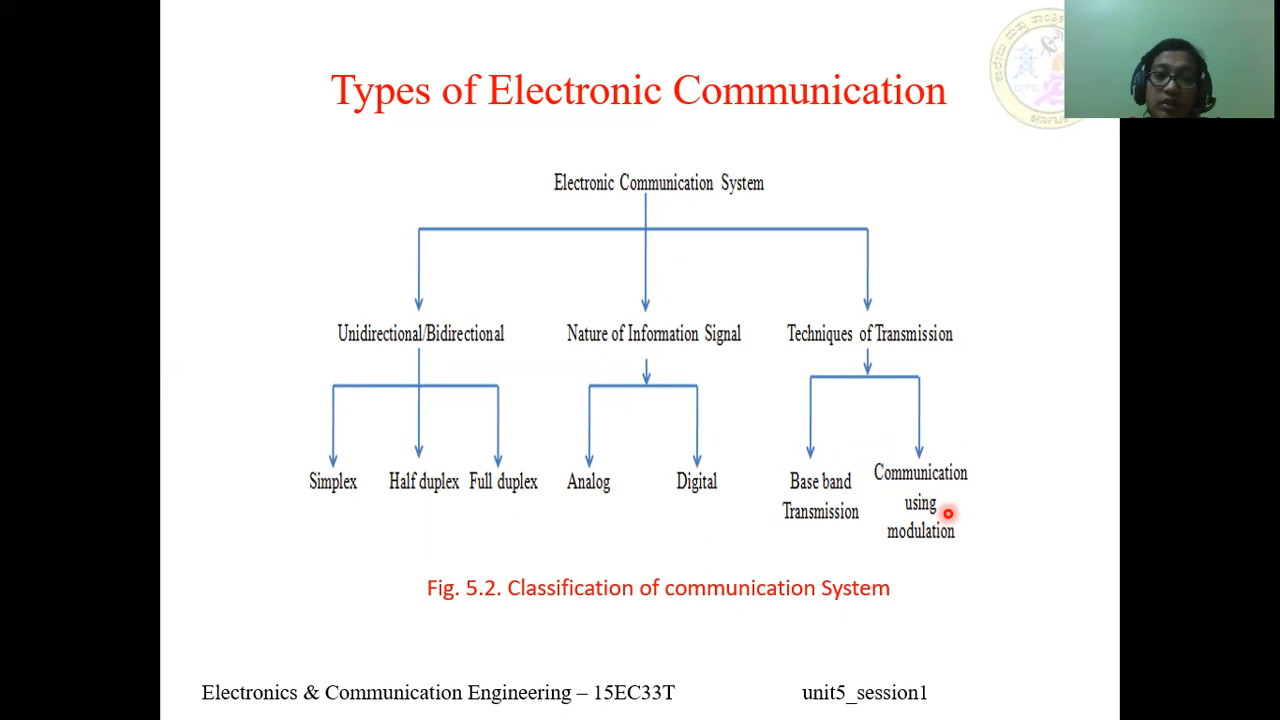 Types of Electronic Communication
Electronic Communication System
Unidirectional/Bidirectional
Nature of Information Signal
Techniques of Transmission
Simplex
Half duplex
Full duplex
Analog
Digital
Base band
Transmission
Communication
using
modulation
Fig. 5.2. Classification of communication System
Electronics & Communication Engineering – 15EC33T
unit5_session1